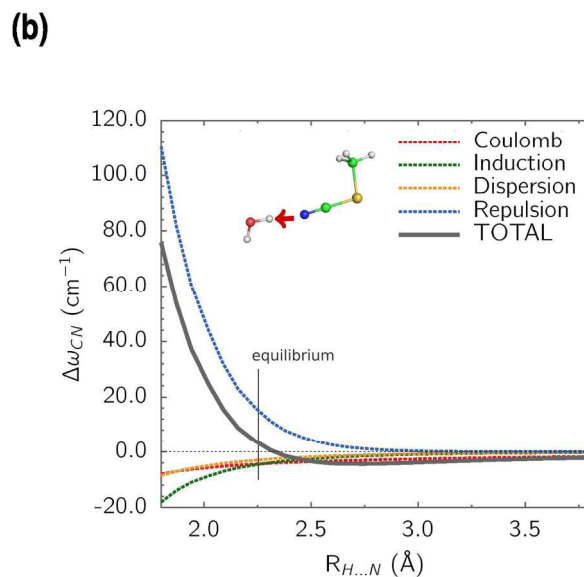 (b)
120.0
100.0
80.0
60.0
40.0
20.0
0.0
-20.0
Δω_CN (cm⁻¹)
Coulomb
Induction
Dispersion
Repulsion
TOTAL
equilibrium
2.0 2.5 3.0 3.5
R_H...N (Å)